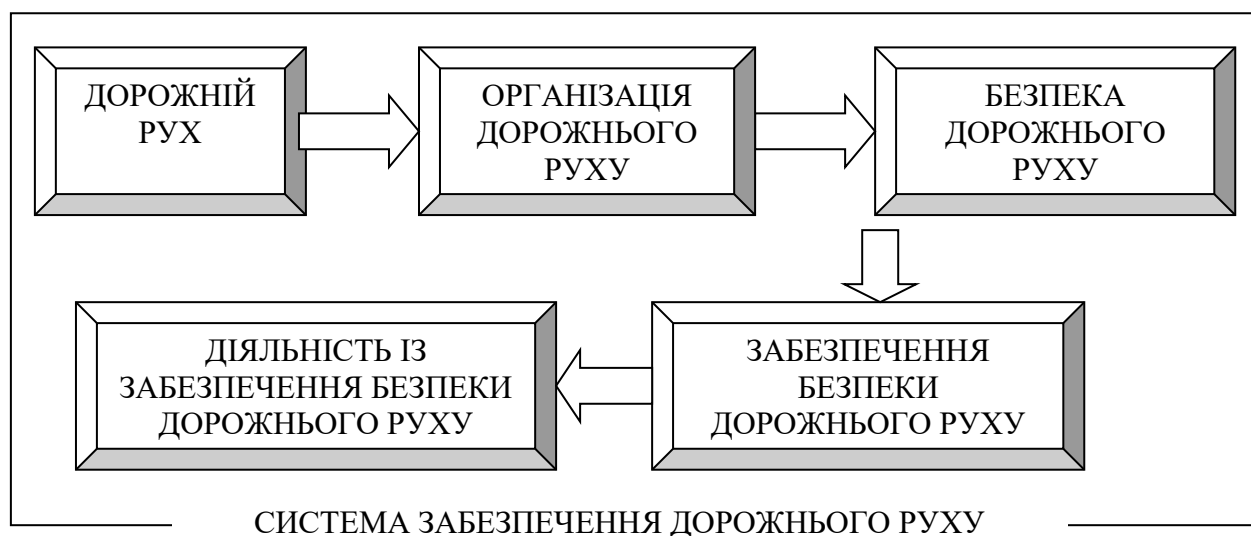 ДОРОЖНІЙ
РУХ
ОРГАНІЗАЦІЯ
ДОРОЖНЬОГО
РУХУ
БЕЗПЕКА
ДОРОЖНЬОГО
РУХУ
ДІЯЛЬНІСТЬ ІЗ
ЗАБЕЗПЕЧЕННЯ БЕЗПЕКИ
ДОРОЖНЬОГО РУХУ
ЗАБЕЗПЕЧЕННЯ
БЕЗПЕКИ
ДОРОЖНЬОГО РУХУ
СИСТЕМА ЗАБЕЗПЕЧЕННЯ ДОРОЖНЬОГО РУХУ